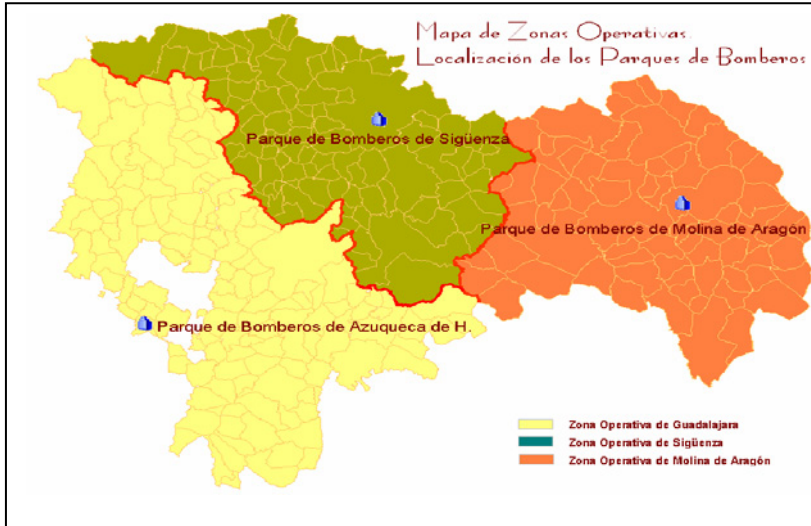 Mapa de Zonas Operativas.
Localización de los Parques de Bomberos
Parque de Bomberos de Sigüenza
Parque de Bomberos de Molina de Aragón
Parque de Bomberos de Azuqueca de H.
Zona Operativa de Guadalajara
Zona Operativa de Sigüenza
Zona Operativa de Molina de Aragón